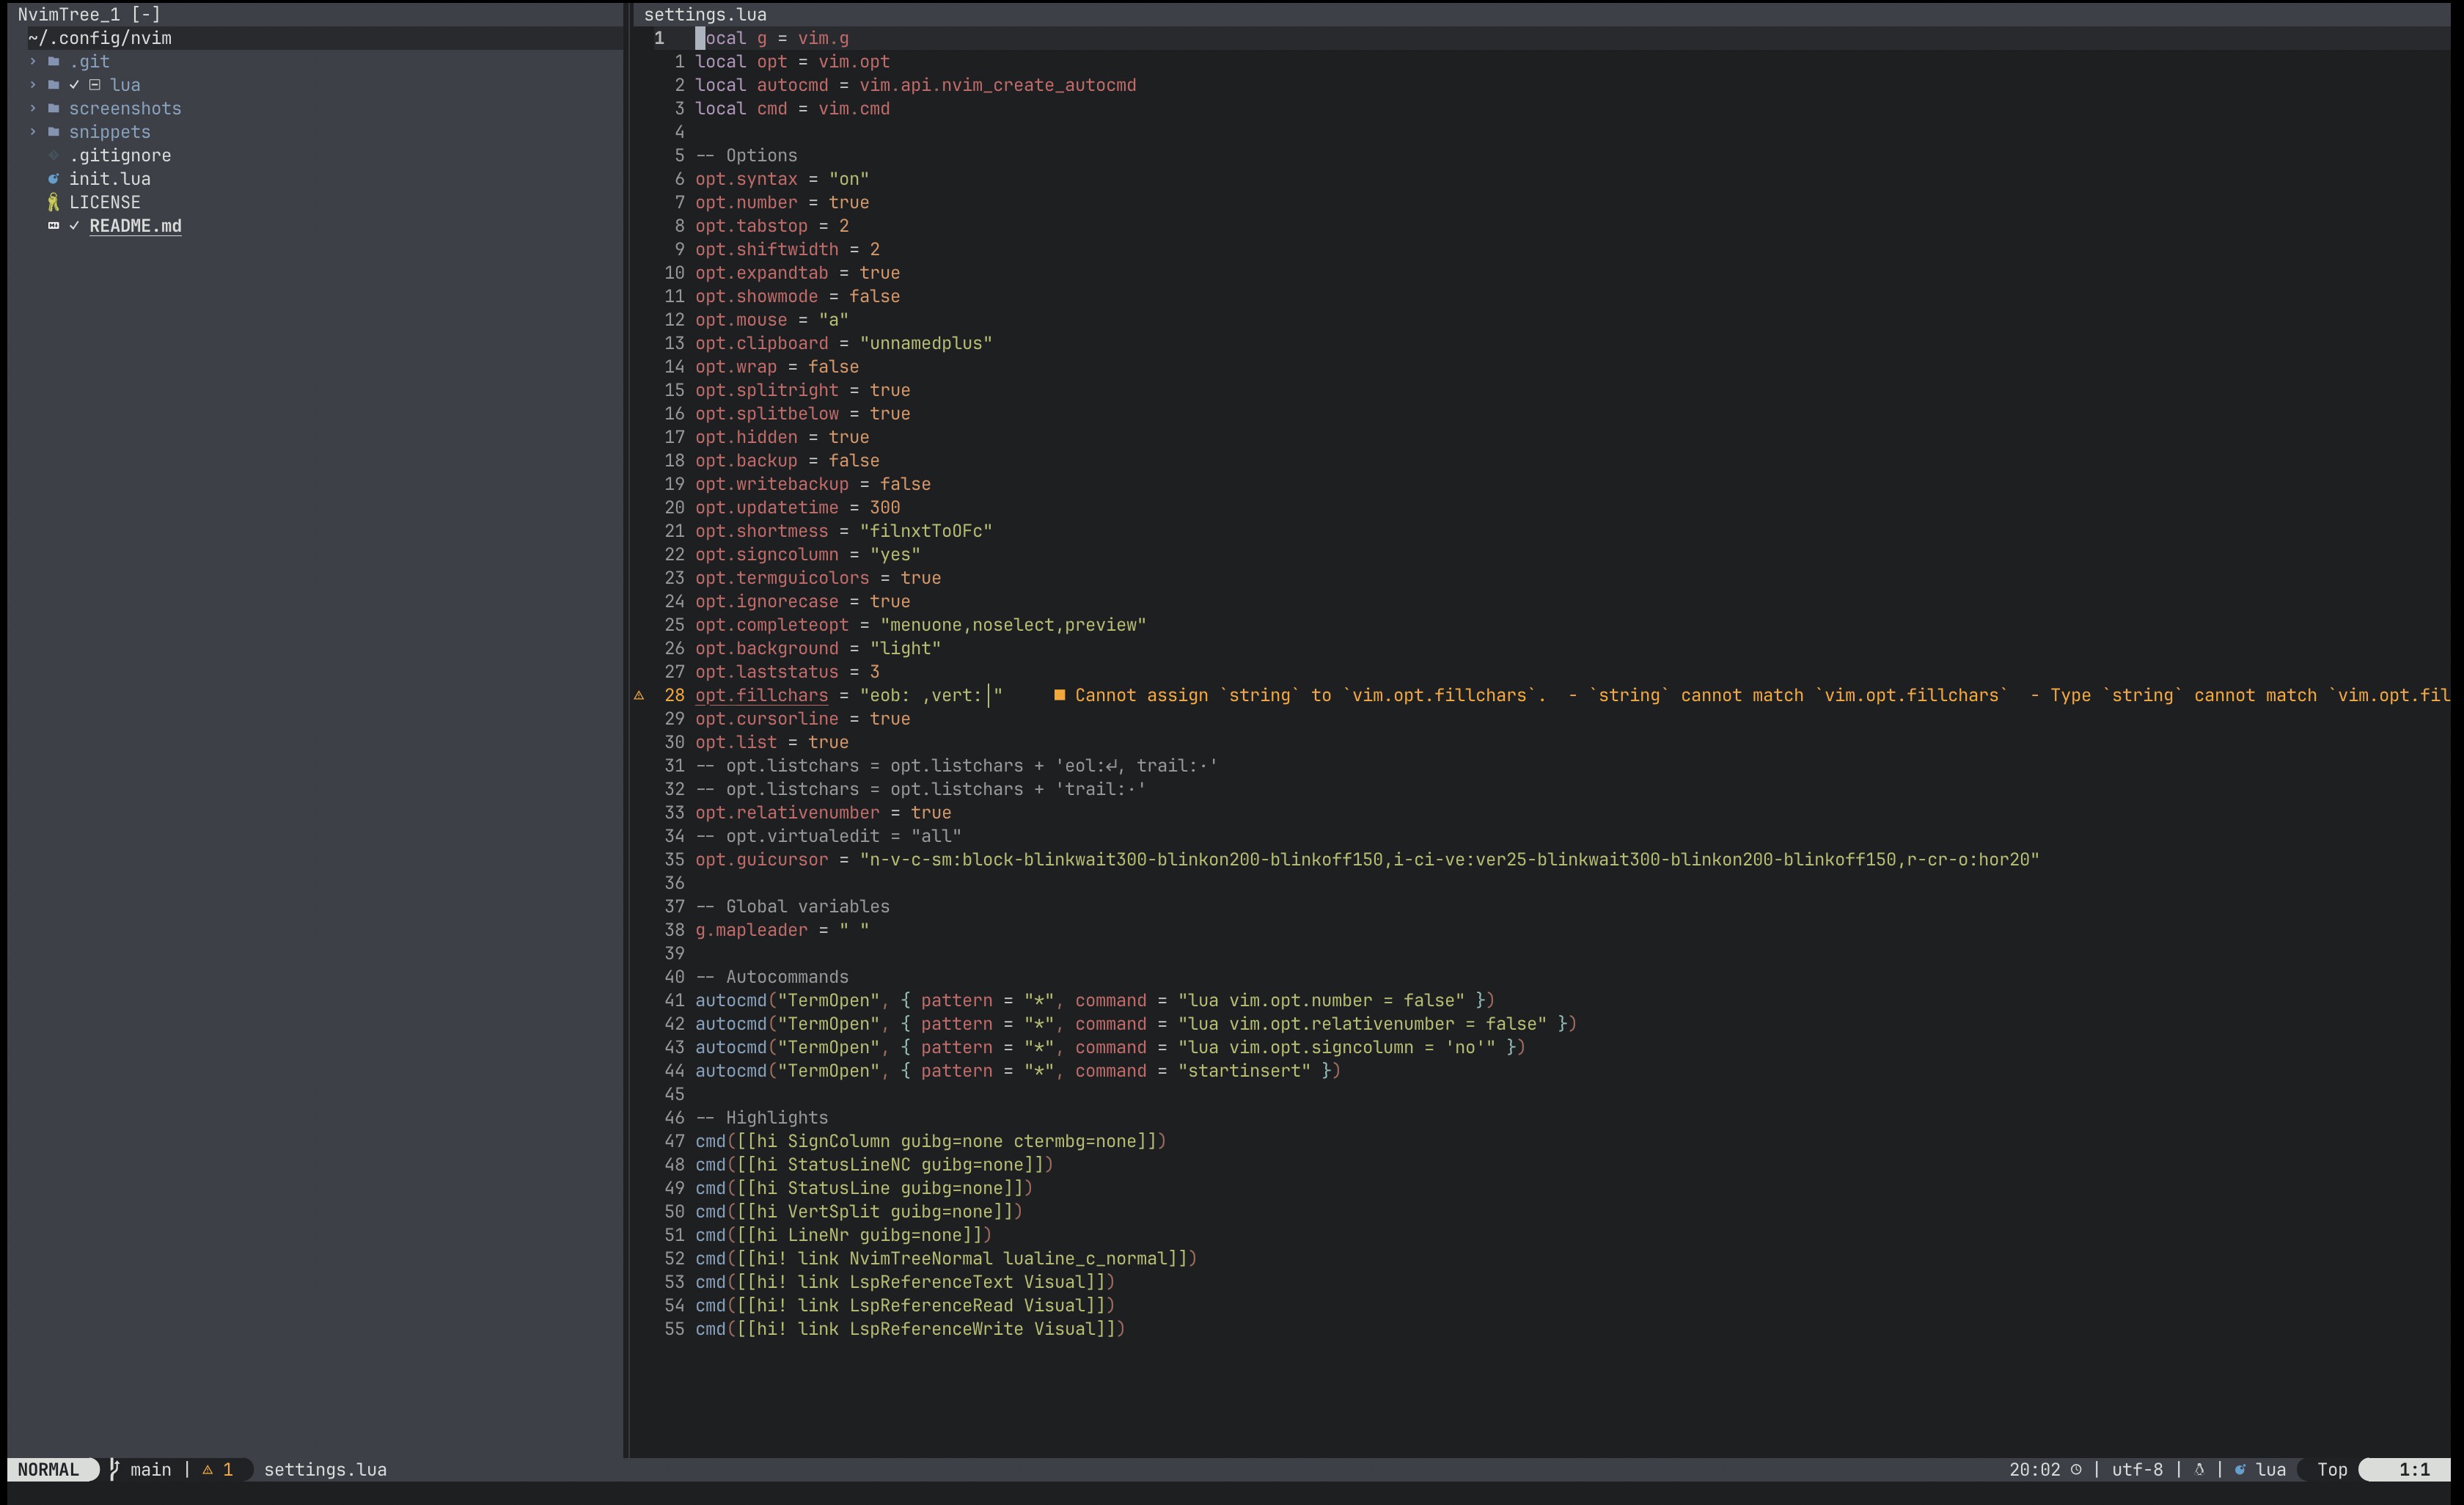 NvimTree_1 [-]
~/.config/nvim
.git
lua
screenshots
snippets
.gitignore
init.lua
LICENSE
README.md
settings.lua
1 local g = vim.g
1 local opt = vim.opt
2 local autocmd = vim.api.nvim_create_autocmd
3 local cmd = vim.cmd
4
5 -- Options
6 opt.syntax = "on"
7 opt.number = true
8 opt.tabstop = 2
9 opt.shiftwidth = 2
10 opt.expandtab = true
11 opt.showmode = false
12 opt.mouse = "a"
13 opt.clipboard = "unnamedplus"
14 opt.wrap = false
15 opt.splitright = true
16 opt.splitbelow = true
17 opt.hidden = true
18 opt.backup = false
19 opt.writebackup = false
20 opt.updatetime = 300
21 opt.shortmess = "filnxtToOFc"
22 opt.signcolumn = "yes"
23 opt.termguicolors = true
24 opt.ignorecase = true
25 opt.completeopt = "menuone,noselect,preview"
26 opt.background = "light"
27 opt.laststatus = 3
28 opt.fillchars = "eob: ,vert:│" ■ Cannot assign `string` to `vim.opt.fillchars`.  - `string` cannot match `vim.opt.fillchars`  - Type `string` cannot match `vim.opt.fil
29 opt.cursorline = true
30 opt.list = true
31 -- opt.listchars = opt.listchars + 'eol:↵, trail:·'
32 -- opt.listchars = opt.listchars + 'trail:·'
33 opt.relativenumber = true
34 -- opt.virtualedit = "all"
35 opt.guicursor = "n-v-c-sm:block-blinkwait300-blinkon200-blinkoff150,i-ci-ve:ver25-blinkwait300-blinkon200-blinkoff150,r-cr-o:hor20"
36
37 -- Global variables
38 g.mapleader = " "
39
40 -- Autocommands
41 autocmd("TermOpen", { pattern = "*", command = "lua vim.opt.number = false" })
42 autocmd("TermOpen", { pattern = "*", command = "lua vim.opt.relativenumber = false" })
43 autocmd("TermOpen", { pattern = "*", command = "lua vim.opt.signcolumn = 'no'" })
44 autocmd("TermOpen", { pattern = "*", command = "startinsert" })
45
46 -- Highlights
47 cmd([[hi SignColumn guibg=none ctermbg=none]])
48 cmd([[hi StatusLineNC guibg=none]])
49 cmd([[hi StatusLine guibg=none]])
50 cmd([[hi VertSplit guibg=none]])
51 cmd([[hi LineNr guibg=none]])
52 cmd([[hi! link NvimTreeNormal lualine_c_normal]])
53 cmd([[hi! link LspReferenceText Visual]])
54 cmd([[hi! link LspReferenceRead Visual]])
55 cmd([[hi! link LspReferenceWrite Visual]])
NORMAL main | ⚠ 1 settings.lua 20:02 | utf-8 | | lua Top 1:1